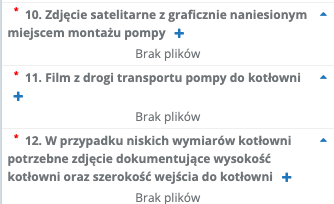 * 10. Zdjęcie satelitarne z graficznie naniesionym
miejscem montażu pompy +
Brak plików
* 11. Film z drogi transportu pompy do kotłowni
+
Brak plików
* 12. W przypadku niskich wymiarów kotłowni
potrzebne zdjęcie dokumentujące wysokość
kotłowni oraz szerokość wejścia do kotłowni +
Brak plików